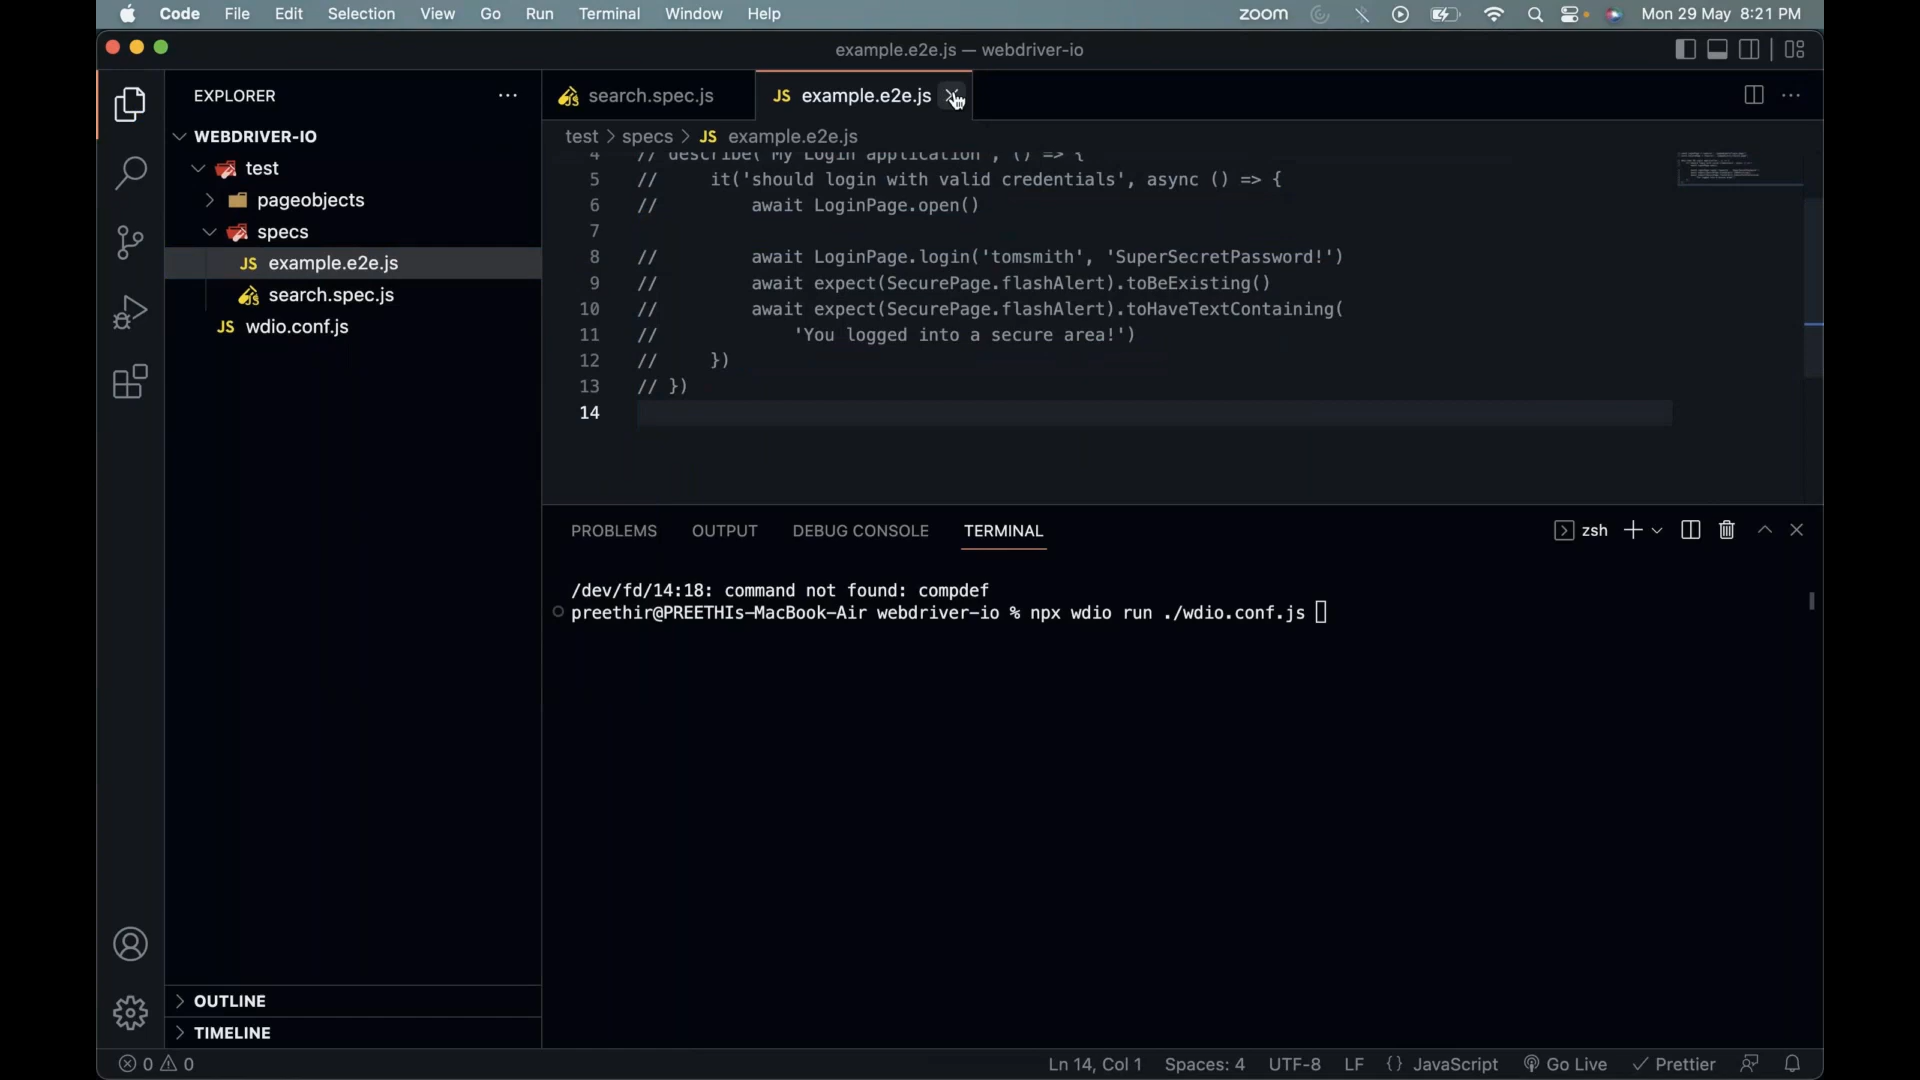 Code File Edit Selection View Go Run Terminal Window Help zoom Mon 29 May 8:21 PM
example.e2e.js — webdriver-io
EXPLORER
search.spec.js
JS example.e2e.js
WEBDRIVER-IO
test
pageobjects
specs
JS example.e2e.js
search.spec.js
JS wdio.conf.js
test > specs > JS example.e2e.js
4 // describe('My Login application', () => {
5 //     it('should login with valid credentials', async () => {
6 //         await LoginPage.open()
7
8 //         await LoginPage.login('tomsmith', 'SuperSecretPassword!')
9 //         await expect(SecurePage.flashAlert).toBeExisting()
10 //         await expect(SecurePage.flashAlert).toHaveTextContaining(
11 //             'You logged into a secure area!')
12 //     })
13 // })
14
PROBLEMS OUTPUT DEBUG CONSOLE TERMINAL zsh
/dev/fd/14:18: command not found: compdef
preethir@PREETHIs-MacBook-Air webdriver-io % npx wdio run ./wdio.conf.js
OUTLINE
TIMELINE
0 0 Ln 14, Col 1 Spaces: 4 UTF-8 LF {} JavaScript Go Live Prettier